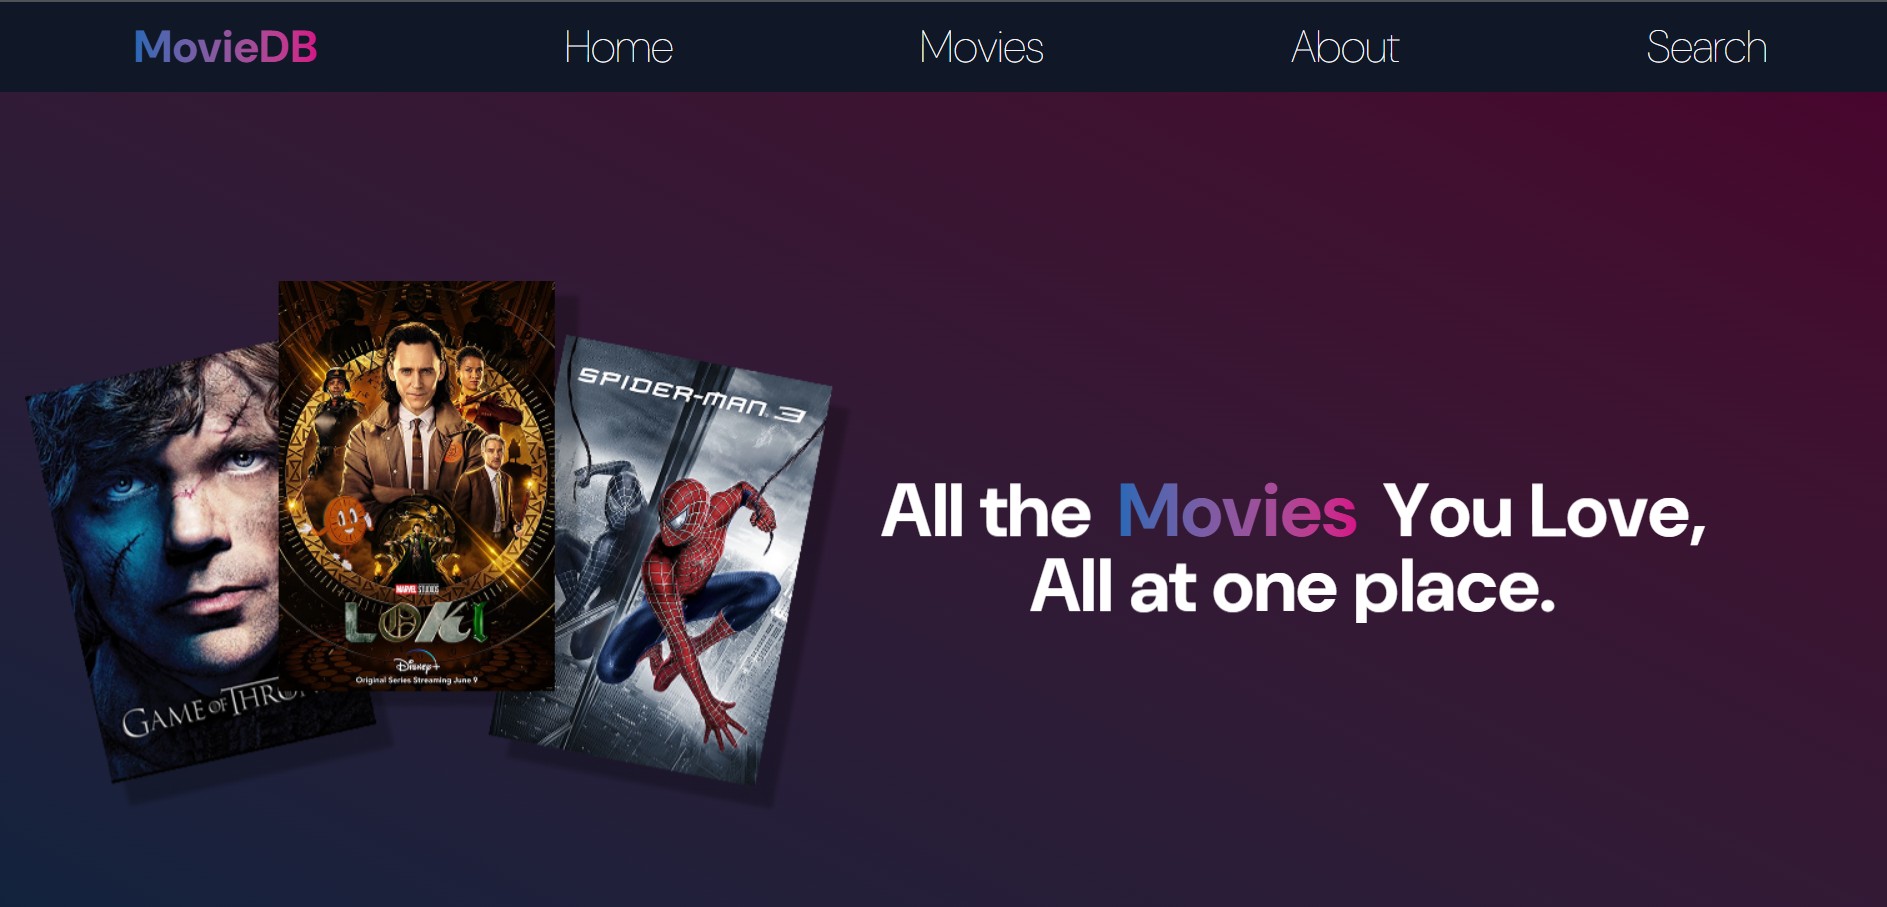 MovieDB Home Movies About Search
SPIDER-MAN 3
All the Movies You Love,
All at one place.
MARVEL STUDIOS
LOKI
Disney+
Original Series Streaming June 9
GAME OF THRO